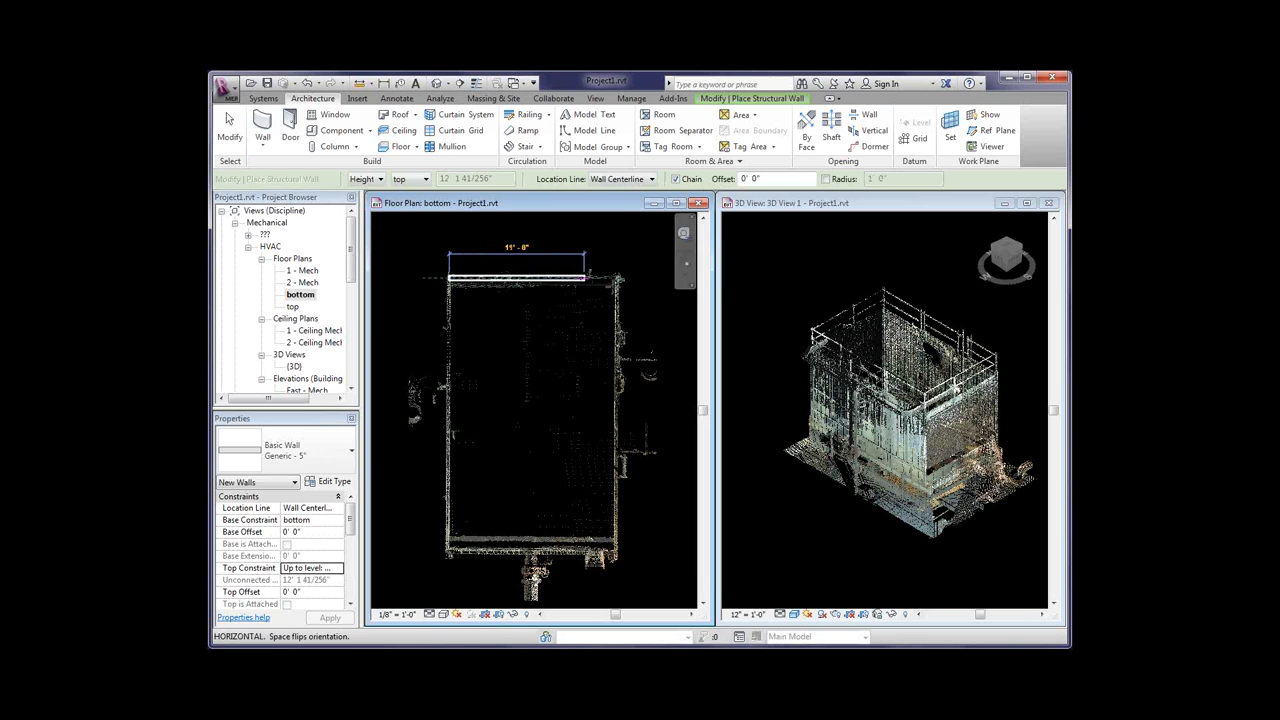 Project1.rvt
Type a keyword or phrase
Sign In
Systems Architecture Insert Annotate Analyze Massing & Site Collaborate View Manage Add-Ins Modify | Place Structural Wall
Modify
Wall
Door
Window
Component
Column
Roof
Ceiling
Floor
Curtain System
Curtain Grid
Mullion
Railing
Ramp
Stair
Model Text
Model Line
Model Group
Room
Room Separator
Tag Room
Area
Area Boundary
Tag Area
By
Face
Shaft
Wall
Vertical
Dormer
Level
Grid
Set
Show
Ref Plane
Viewer
Select Build Circulation Model Room & Area Opening Datum Work Plane
Modify | Place Structural Wall Height top 12' 1 41/256" Location Line: Wall Centerline Chain Offset: 0' 0" Radius: 1' 0"
Project1.rvt - Project Browser
Views (Discipline)
Mechanical
???
HVAC
Floor Plans
1 - Mech
2 - Mech
bottom
top
Ceiling Plans
1 - Ceiling Mech
2 - Ceiling Mech
3D Views
{3D}
Elevations (Building
East - Mech
Properties
Basic Wall
Generic - 5"
New Walls Edit Type
Constraints
Location Line Wall Centerl...
Base Constraint bottom
Base Offset 0' 0"
Base is Attach...
Base Extensio... 0' 0"
Top Constraint Up to level: ...
Unconnected ... 12' 1 41/256"
Top Offset 0' 0"
Top is Attached
Properties help Apply
Floor Plan: bottom - Project1.rvt
11' - 0"
1/8" = 1'-0"
3D View: 3D View 1 - Project1.rvt
12" = 1'-0"
HORIZONTAL. Space flips orientation.
:0
Main Model